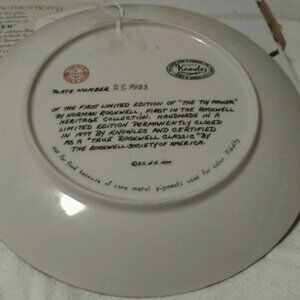 Knowles
PLATE NUMBER
OF THE FIRST LIMITED EDITION OF "THE TOY MAKER"
BY NORMAN ROCKWELL, FIRST IN THE ROCKWELL
HERITAGE COLLECTION. HANDMADE IN A
LIMITED EDITION PERMANENTLY CLOSED
IN 1977 BY KNOWLES AND CERTIFIED
AS A "TRUE ROCKWELL CLASSIC" BY
THE ROCKWELL SOCIETY OF AMERICA.
1977
not for food because of rare metal pigments used for color fidelity